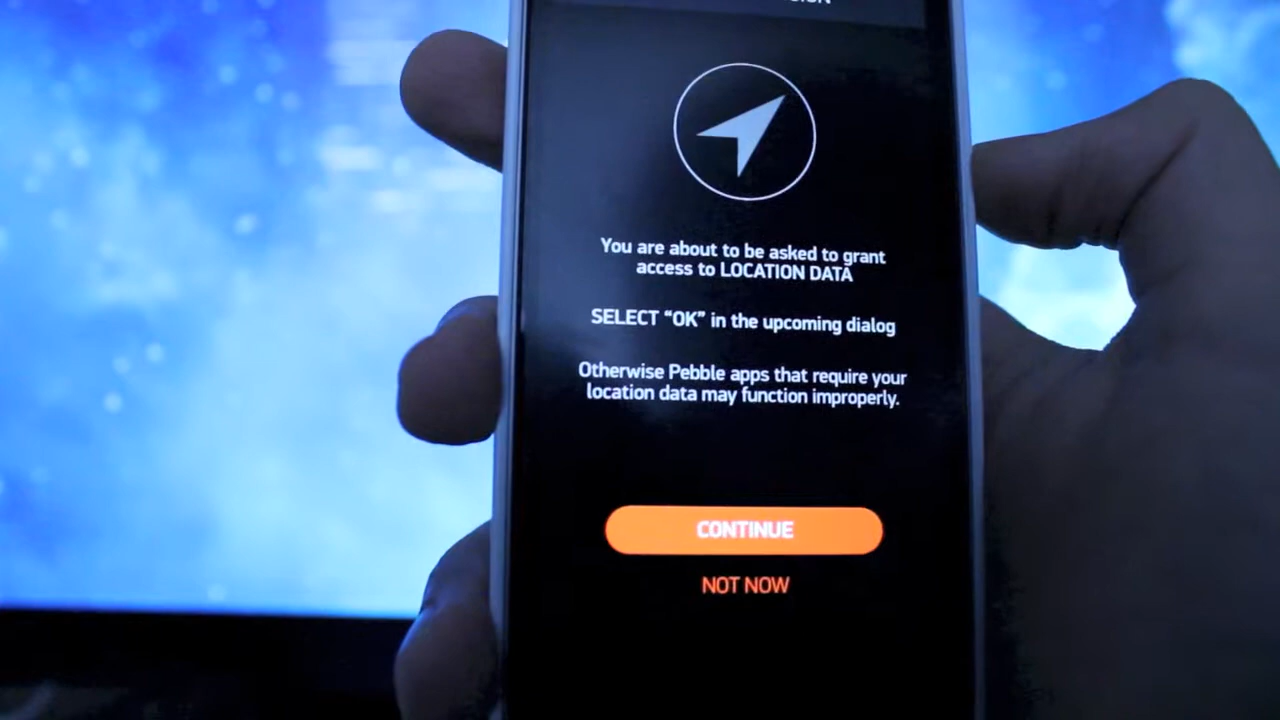 You are about to be asked to grant
access to LOCATION DATA
SELECT “OK” in the upcoming dialog
Otherwise Pebble apps that require your
location data may function improperly.
CONTINUE
NOT NOW